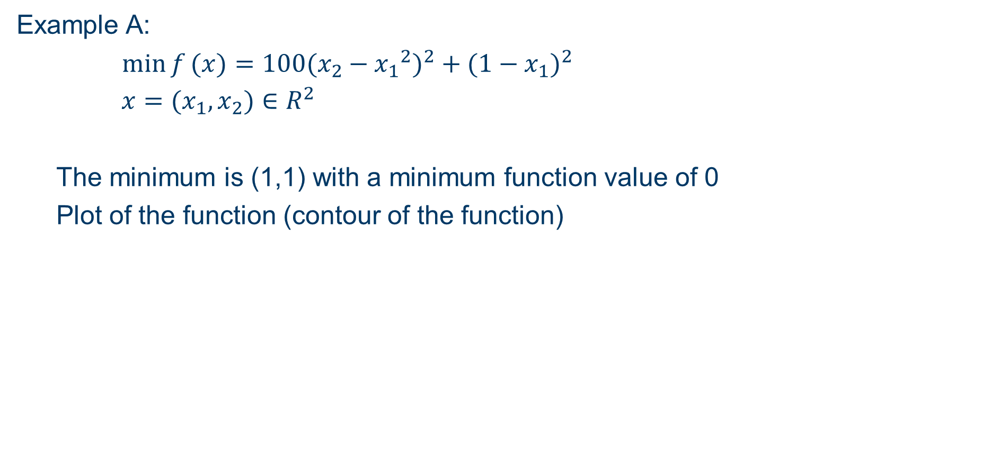 Example A:
min f (x) = 100(x₂ − x₁²)² + (1 − x₁)²
x = (x₁, x₂) ∈ R²
The minimum is (1,1) with a minimum function value of 0
Plot of the function (contour of the function)